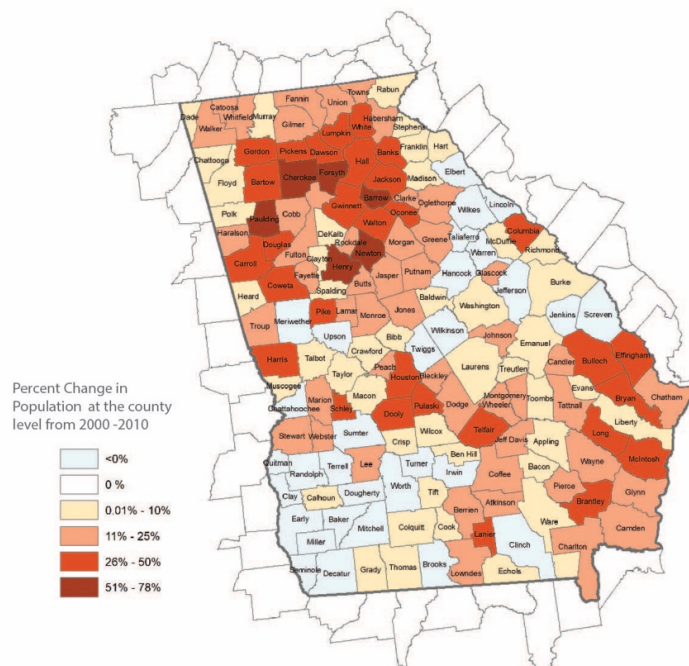 Rabun
Towns
Fannin
Union
Catoosa
Dade
Whitfield
Murray
Walker
Gilmer
Habersham
White
Lumpkin
Stephens
Chattooga
Gordon
Pickens
Dawson
Banks
Franklin
Hart
Hall
Floyd
Bartow
Cherokee
Forsyth
Jackson
Madison
Elbert
Polk
Paulding
Cobb
Gwinnett
Barrow
Clarke
Oglethorpe
Wilkes
Lincoln
Oconee
Walton
Haralson
Douglas
DeKalb
Rockdale
Newton
Morgan
Greene
Taliaferro
Columbia
McDuffie
Warren
Richmond
Carroll
Fulton
Clayton
Fayette
Henry
Hancock
Glascock
Coweta
Spalding
Butts
Jasper
Putnam
Jefferson
Burke
Heard
Baldwin
Washington
Troup
Meriwether
Pike
Lamar
Monroe
Jones
Jenkins
Screven
Upson
Wilkinson
Johnson
Emanuel
Harris
Talbot
Crawford
Bibb
Twiggs
Laurens
Treutlen
Candler
Bulloch
Effingham
Muscogee
Taylor
Peach
Houston
Bleckley
Montgomery
Wheeler
Toombs
Evans
Bryan
Chatham
Chattahoochee
Marion
Schley
Macon
Dooly
Pulaski
Dodge
Tattnall
Liberty
Stewart
Webster
Sumter
Crisp
Wilcox
Telfair
Jeff Davis
Appling
Long
McIntosh
Quitman
Randolph
Terrell
Lee
Turner
Ben Hill
Irwin
Coffee
Bacon
Wayne
Clay
Calhoun
Dougherty
Worth
Tift
Pierce
Glynn
Early
Baker
Mitchell
Colquitt
Cook
Berrien
Atkinson
Ware
Brantley
Camden
Miller
Lanier
Clinch
Charlton
Seminole
Decatur
Grady
Thomas
Brooks
Lowndes
Echols
Percent Change in
Population at the county
level from 2000 -2010
<0%
0 %
0.01% - 10%
11% - 25%
26% - 50%
51% - 78%